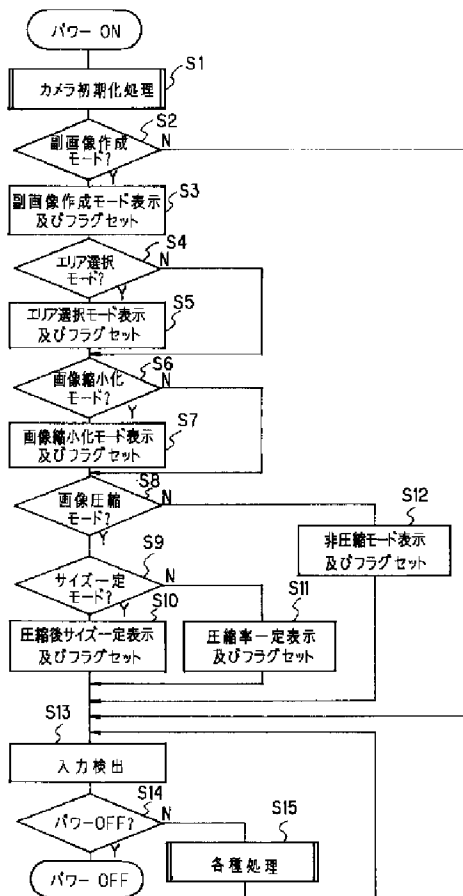 パワー ON
S1
カメラ初期化処理
S2
副画像作成
モード?
N
Y
S3
副画像作成モード表示
及びフラグセット
S4
エリア選択
モード?
N
Y
S5
エリア選択モード表示
及びフラグセット
S6
画像縮小化
モード?
N
Y
S7
画像縮小化モード表示
及びフラグセット
S8
画像圧縮
モード?
N
Y
S12
非圧縮モード表示
及びフラグセット
S9
サイズ一定
モード?
N
Y
S10
圧縮後サイズ一定表示
及びフラグセット
S11
圧縮率一定表示
及びフラグセット
S13
入力検出
S14
パワーOFF?
N
Y
S15
各種処理
パワー OFF